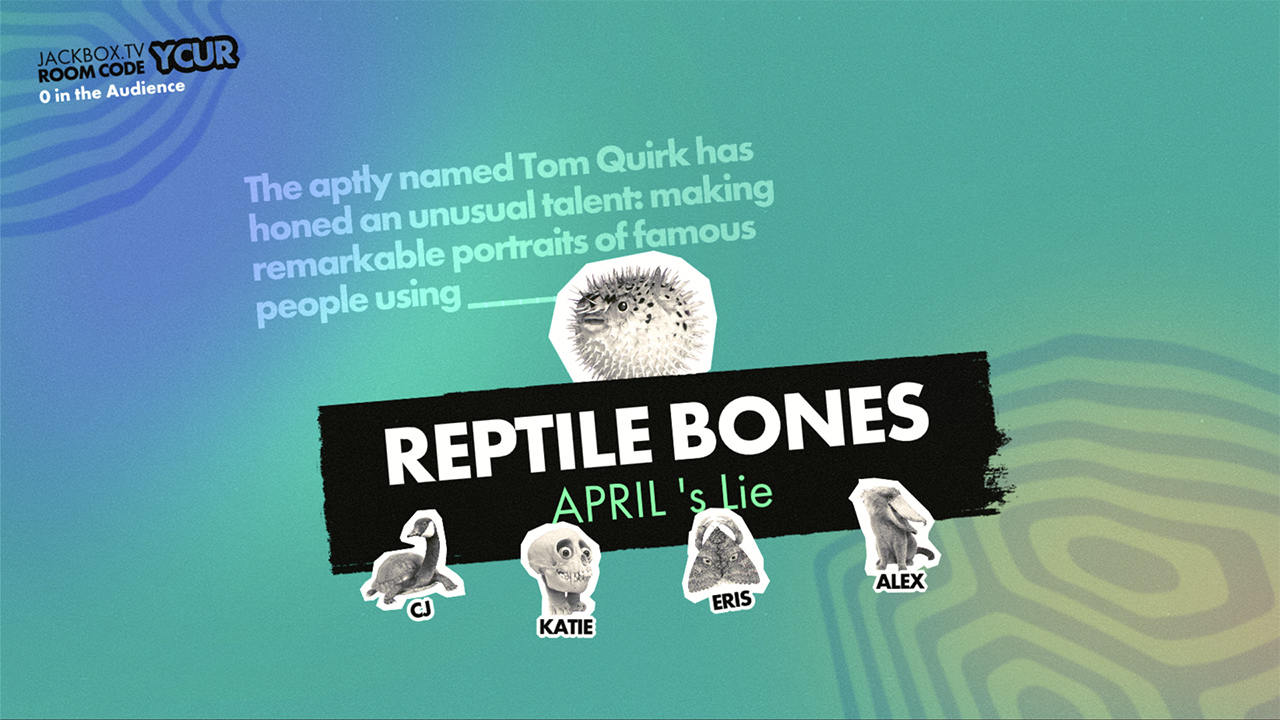 JACKBOX.TV
ROOM CODE YCUR
0 in the Audience
The aptly named Tom Quirk has
honed an unusual talent: making
remarkable portraits of famous
people using ______
REPTILE BONES
APRIL 's Lie
CJ
KATIE
ERIS
ALEX